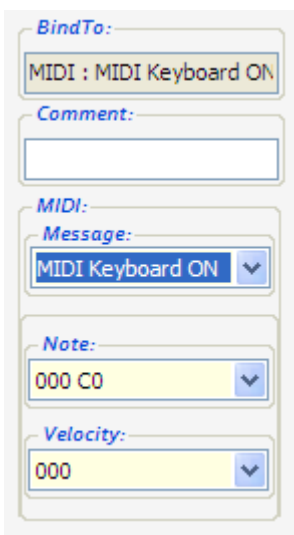 BindTo:
MIDI : MIDI Keyboard ON
Comment:
MIDI:
Message:
MIDI Keyboard ON
Note:
000 C0
Velocity:
000